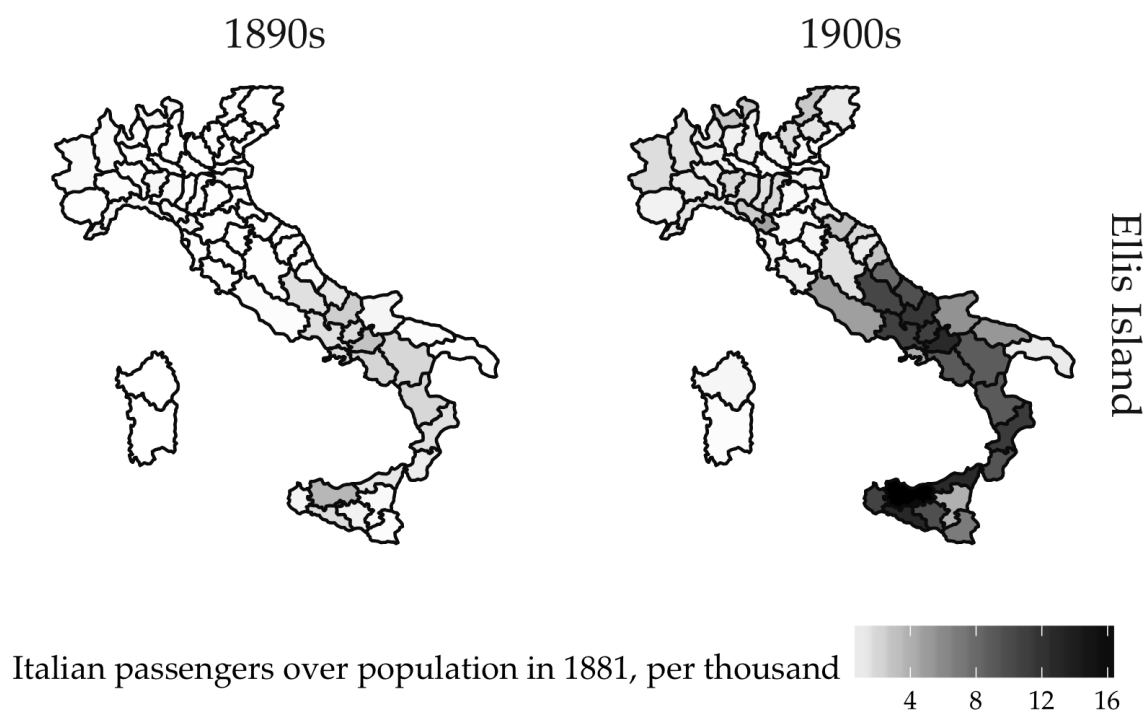 1890s
1900s
Ellis Island
Italian passengers over population in 1881, per thousand
4 8 12 16